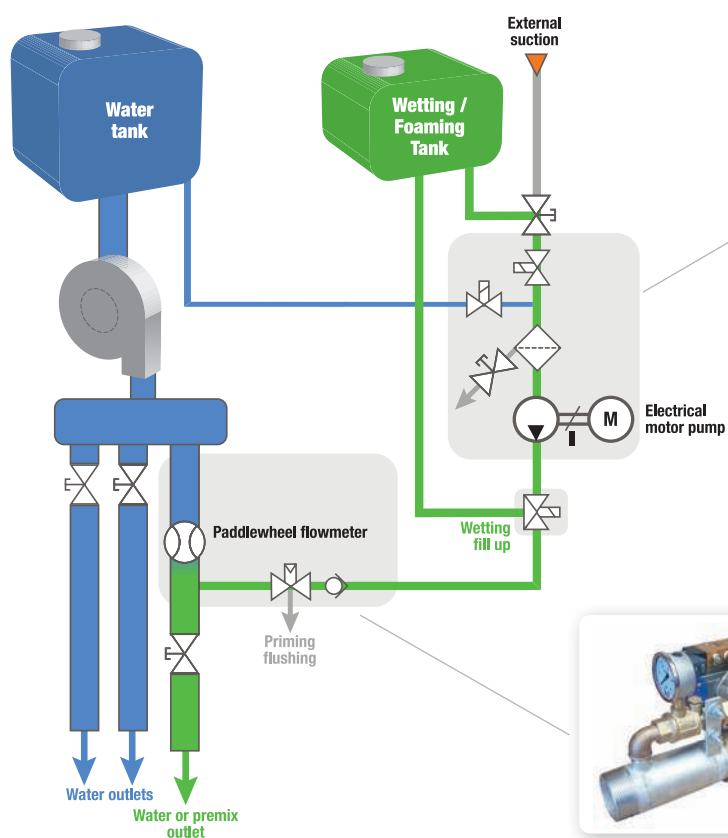 External
suction
Water
tank
Wetting /
Foaming
Tank
M
Electrical
motor pump
Paddlewheel flowmeter
Wetting
fill up
Priming
flushing
Water outlets
Water or premix
outlet